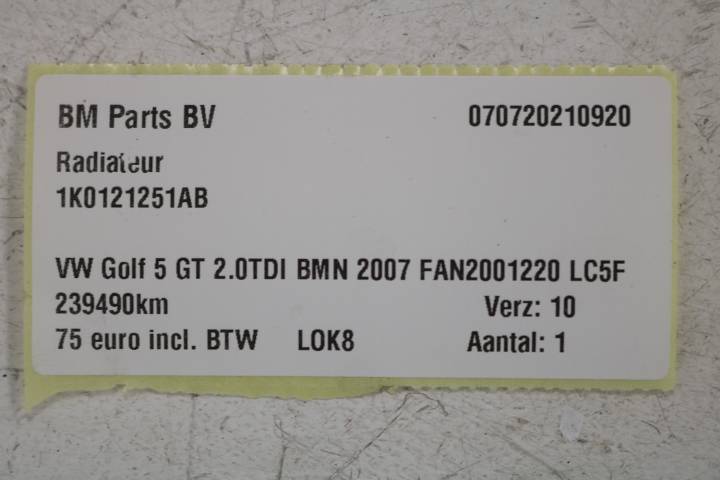 BM Parts BV 070720210920
Radiateur
1K0121251AB
VW Golf 5 GT 2.0TDI BMN 2007 FAN2001220 LC5F
239490km Verz: 10
75 euro incl. BTW LOK8 Aantal: 1